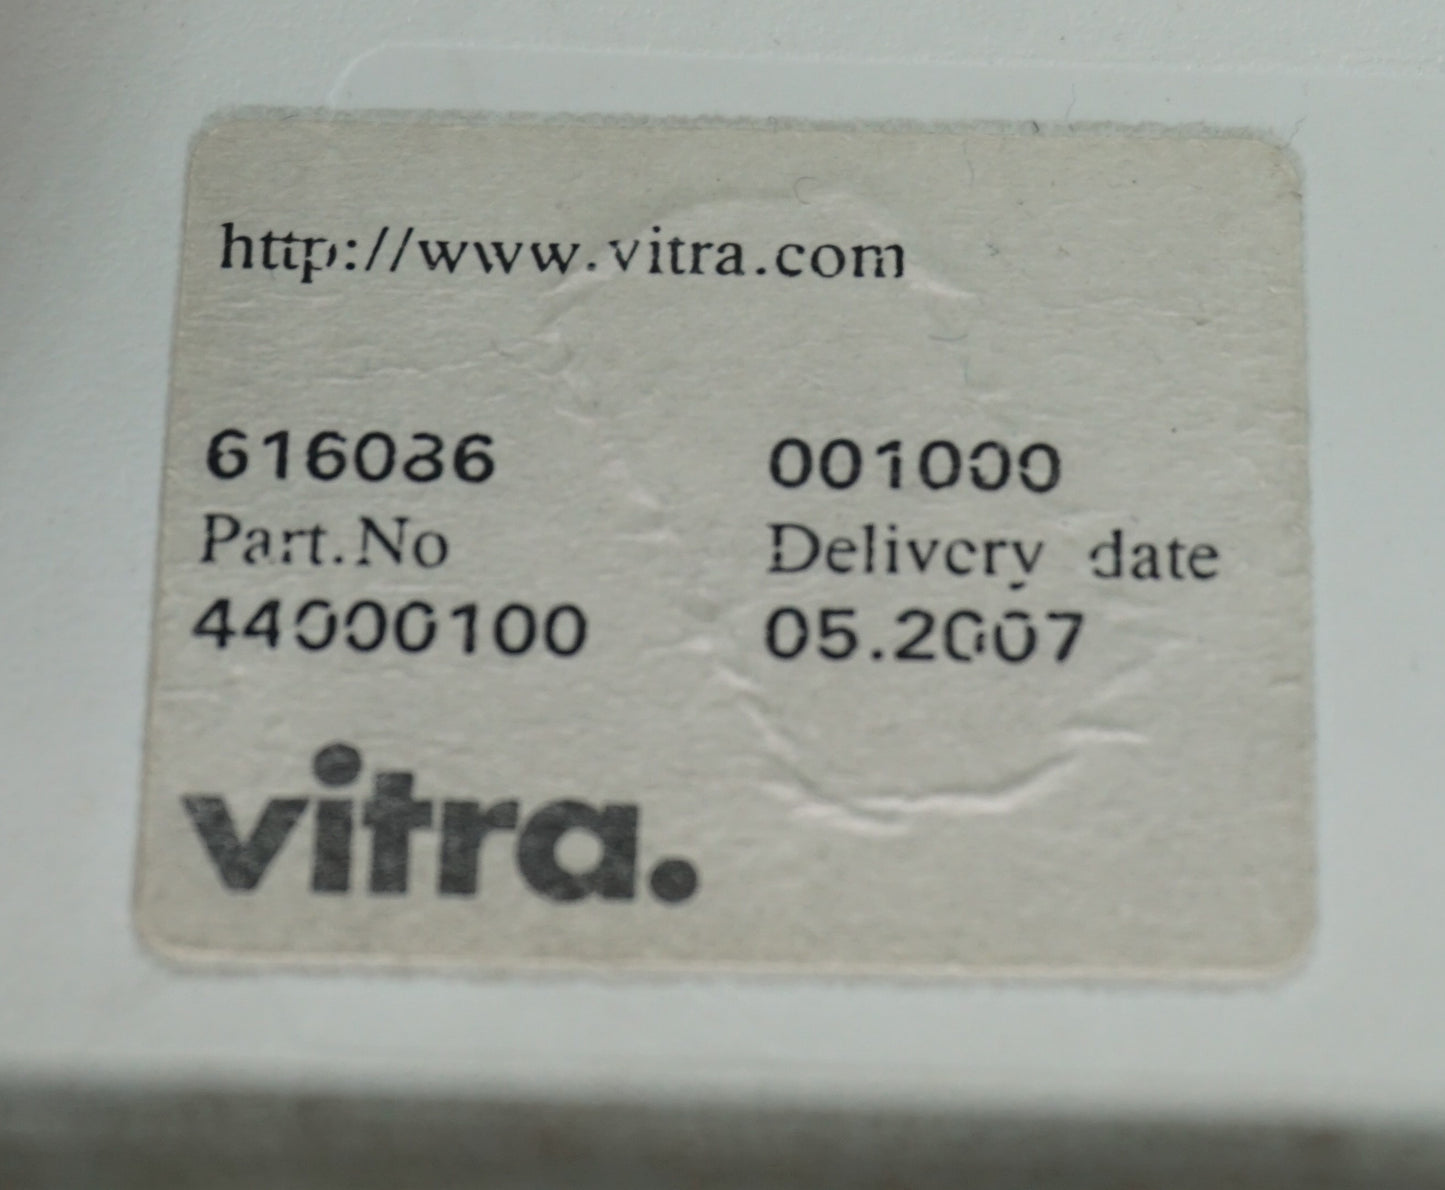 http://www.vitra.com
616086 001000
Part.No Delivery date
44000100 05.2007
vitra.